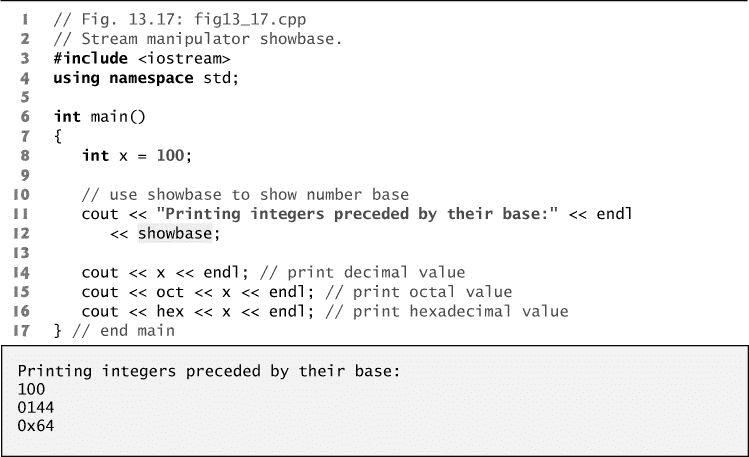 1 // Fig. 13.17: fig13_17.cpp
2 // Stream manipulator showbase.
3 #include <iostream>
4 using namespace std;
5
6 int main()
7 {
8    int x = 100;
9
10    // use showbase to show number base
11    cout << "Printing integers preceded by their base:" << endl
12       << showbase;
13
14    cout << x << endl; // print decimal value
15    cout << oct << x << endl; // print octal value
16    cout << hex << x << endl; // print hexadecimal value
17 } // end main
Printing integers preceded by their base:
100
0144
0x64